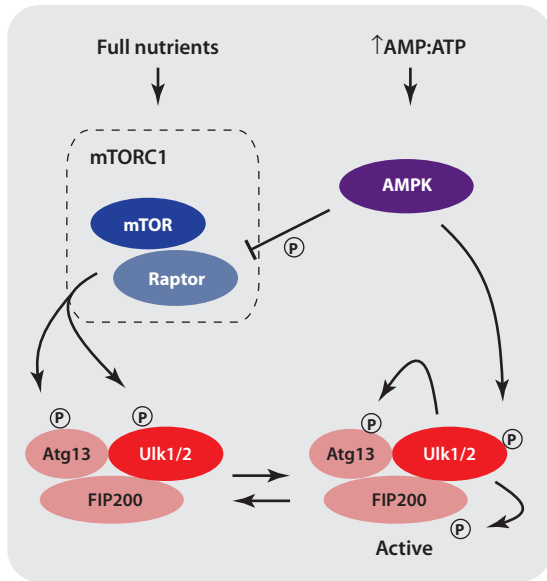 Full nutrients
↑AMP:ATP
mTORC1
AMPK
mTOR
P
Raptor
P
P
P
P
Atg13
Ulk1/2
Atg13
Ulk1/2
FIP200
FIP200
P
Active